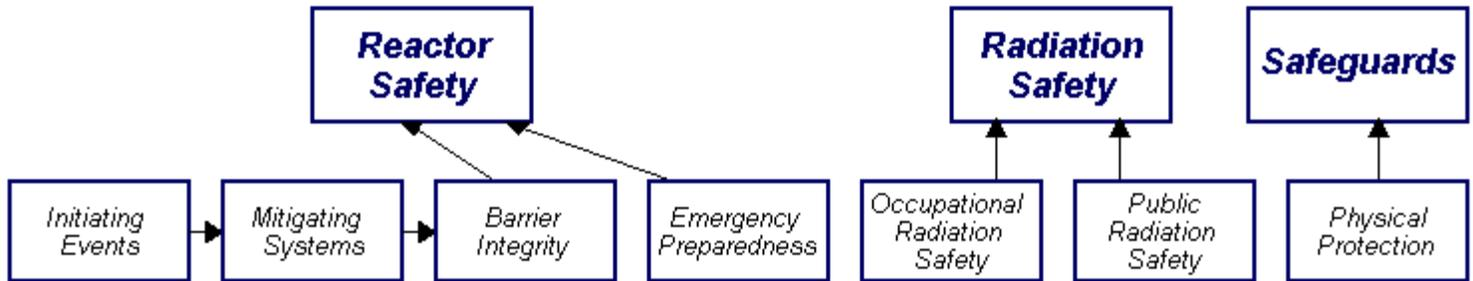 Reactor
Safety
Radiation
Safety
Safeguards
Initiating
Events
Mitigating
Systems
Barrier
Integrity
Emergency
Preparedness
Occupational
Radiation
Safety
Public
Radiation
Safety
Physical
Protection